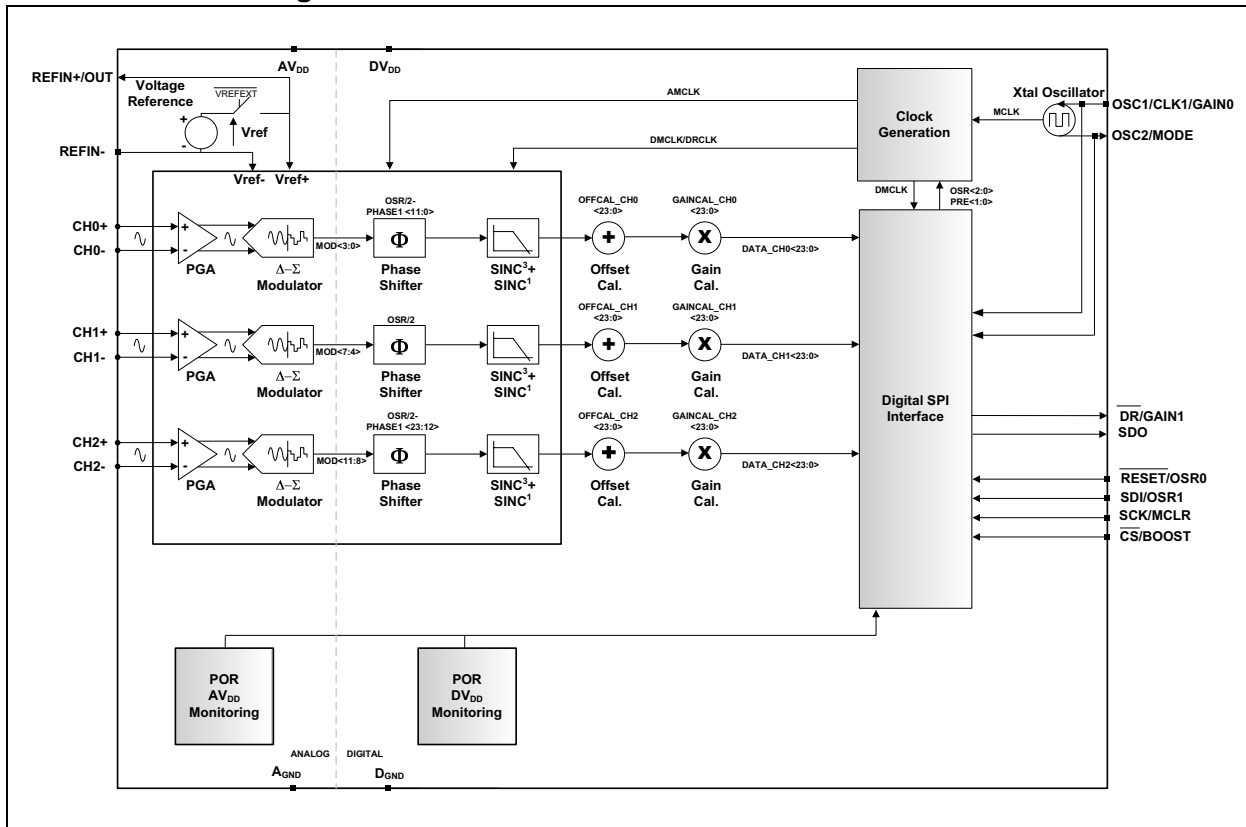 AVDD
DVDD
REFIN+/OUT
Voltage
Reference
VREFEXT
Vref
REFIN-
Vref- Vref+
AMCLK
DMCLK/DRCLK
Clock
Generation
MCLK
Xtal Oscillator
OSC1/CLK1/GAIN0
OSC2/MODE
DMCLK
OSR<2:0>
PRE<1:0>
CH0+
CH0-
+
-
PGA
Δ–Σ
Modulator
MOD<3:0>
OSR/2-
PHASE1 <11:0>
Φ
Phase
Shifter
SINC³+
SINC¹
OFFCAL_CH0
<23:0>
+
Offset
Cal.
GAINCAL_CH0
<23:0>
X
Gain
Cal.
DATA_CH0<23:0>
CH1+
CH1-
+
-
PGA
Δ–Σ
Modulator
MOD<7:4>
OSR/2
Φ
Phase
Shifter
SINC³+
SINC¹
OFFCAL_CH1
<23:0>
+
Offset
Cal.
GAINCAL_CH1
<23:0>
X
Gain
Cal.
DATA_CH1<23:0>
CH2+
CH2-
+
-
PGA
Δ–Σ
Modulator
MOD<11:8>
OSR/2-
PHASE1 <23:12>
Φ
Phase
Shifter
SINC³+
SINC¹
OFFCAL_CH2
<23:0>
+
Offset
Cal.
GAINCAL_CH2
<23:0>
X
Gain
Cal.
DATA_CH2<23:0>
Digital SPI
Interface
DR/GAIN1
SDO
RESET/OSR0
SDI/OSR1
SCK/MCLR
CS/BOOST
POR
AVDD
Monitoring
POR
DVDD
Monitoring
ANALOG DIGITAL
AGND
DGND